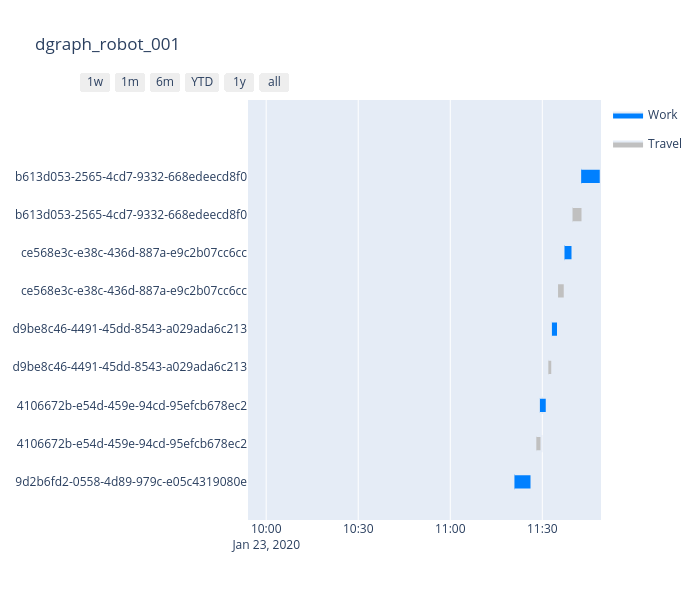 dgraph_robot_001
1w 1m 6m YTD 1y all
Work
Travel
b613d053-2565-4cd7-9332-668edeecd8f0
b613d053-2565-4cd7-9332-668edeecd8f0
ce568e3c-e38c-436d-887a-e9c2b07cc6cc
ce568e3c-e38c-436d-887a-e9c2b07cc6cc
d9be8c46-4491-45dd-8543-a029ada6c213
d9be8c46-4491-45dd-8543-a029ada6c213
4106672b-e54d-459e-94cd-95efcb678ec2
4106672b-e54d-459e-94cd-95efcb678ec2
9d2b6fd2-0558-4d89-979c-e05c4319080e
10:00 10:30 11:00 11:30
Jan 23, 2020